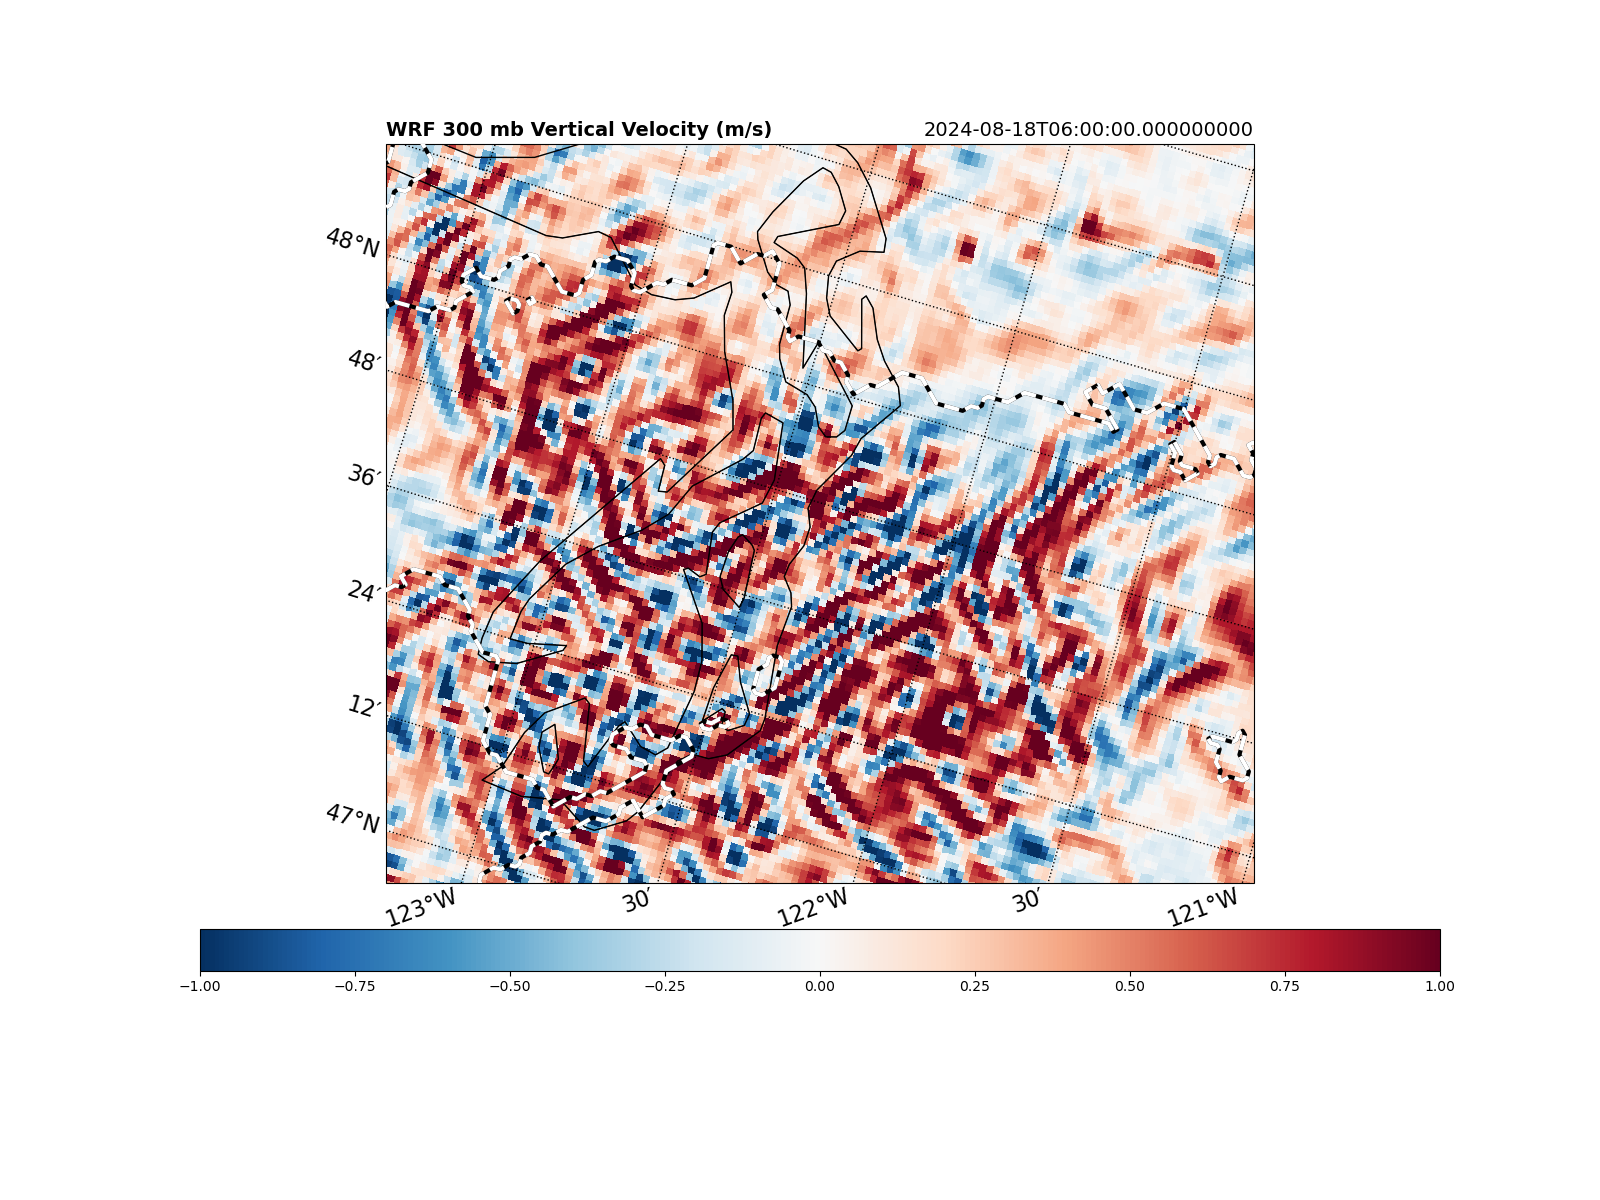 WRF 300 mb Vertical Velocity (m/s)
2024-08-18T06:00:00.000000000
48°N
48′
36′
24′
12′
47°N
123°W
30′
122°W
30′
121°W
−1.00
−0.75
−0.50
−0.25
0.00
0.25
0.50
0.75
1.00